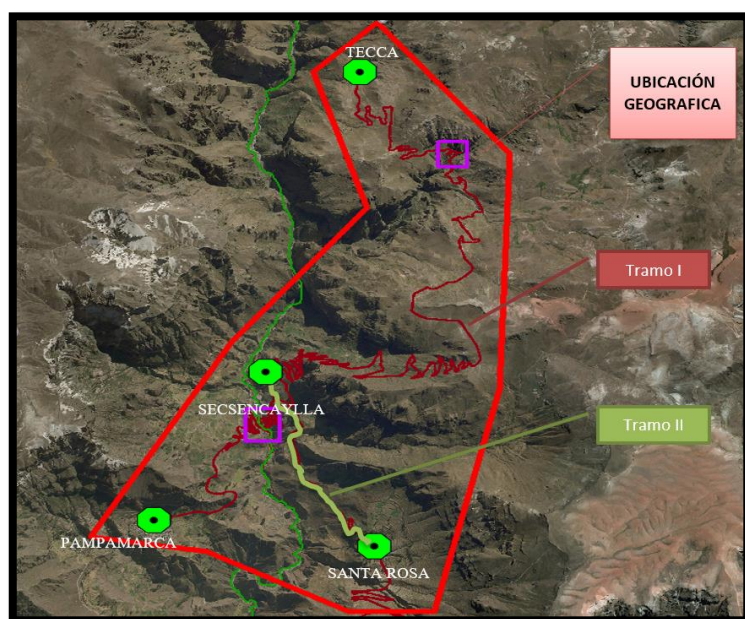 TECCA
UBICACIÓN
GEOGRAFICA
Tramo I
SECSENCAYLLA
Tramo II
PAMPAMARCA
SANTA ROSA